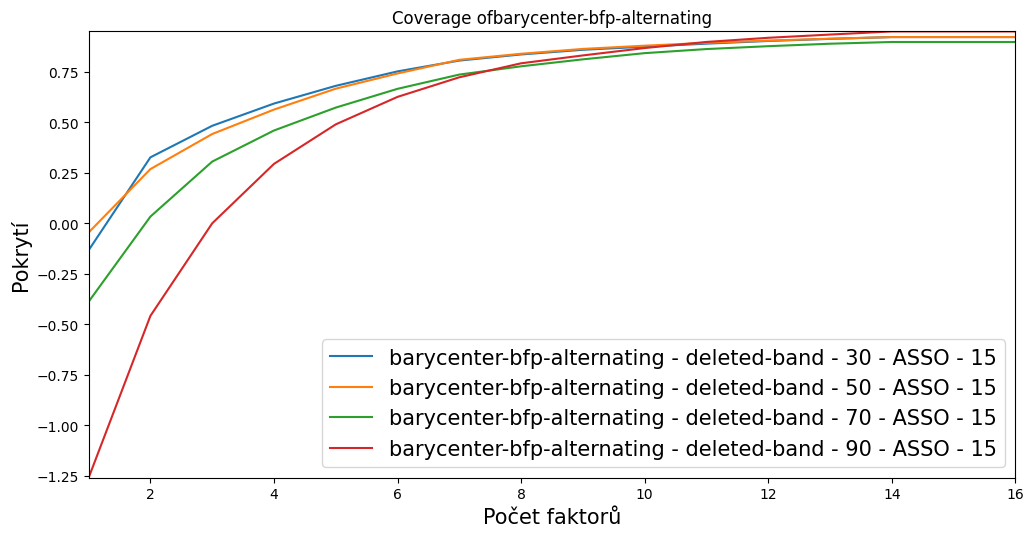 Coverage ofbarycenter-bfp-alternating
0.75
0.50
0.25
0.00
−0.25
−0.50
−0.75
−1.00
−1.25
Pokrytí
2 4 6 8 10 12 14 16
Počet faktorů
barycenter-bfp-alternating - deleted-band - 30 - ASSO - 15
barycenter-bfp-alternating - deleted-band - 50 - ASSO - 15
barycenter-bfp-alternating - deleted-band - 70 - ASSO - 15
barycenter-bfp-alternating - deleted-band - 90 - ASSO - 15